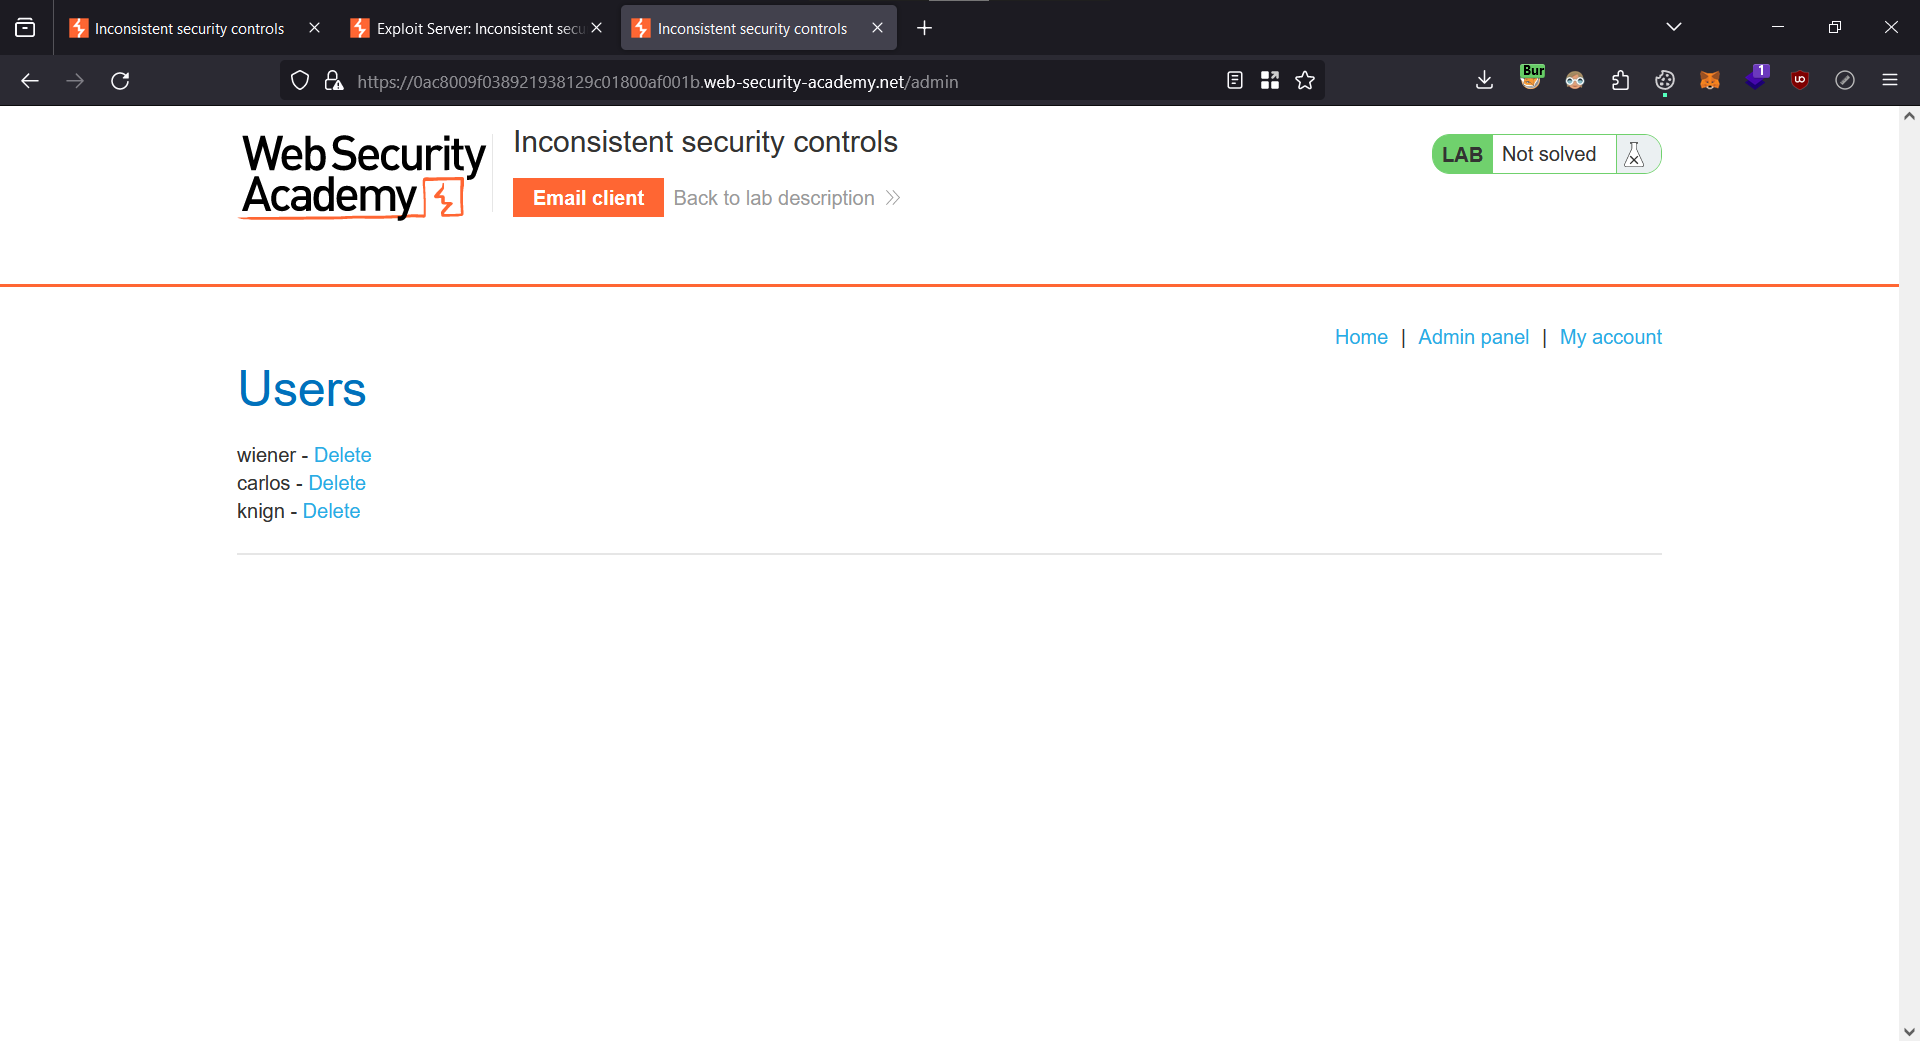 Inconsistent security controls
Exploit Server: Inconsistent secu
Inconsistent security controls
https://0ac8009f038921938129c01800af001b.web-security-academy.net/admin
Bur
1
Web Security
Academy
Inconsistent security controls
Email client
Back to lab description
LAB
Not solved
Home | Admin panel | My account
Users
wiener - Delete
carlos - Delete
knign - Delete